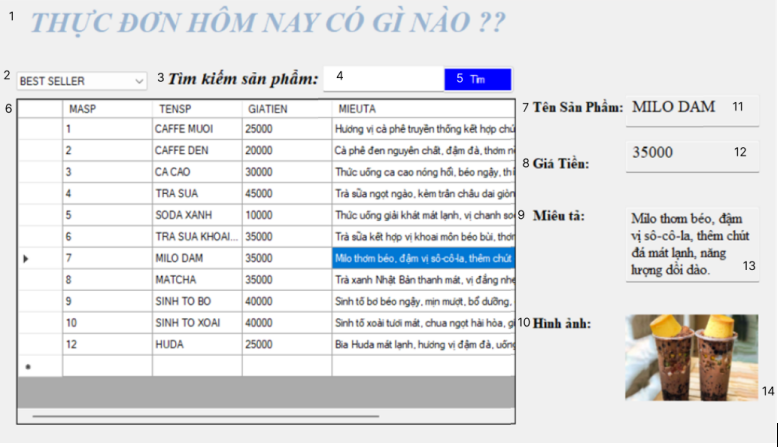 1 THỰC ĐƠN HÔM NAY CÓ GÌ NÀO ??
2 BEST SELLER 3 Tìm kiếm sản phẩm: 4 5 Tìm
6 MASP TENSP GIATIEN MIEUTA
1 CAFFE MUOI 25000 Hương vị cà phê truyền thống kết hợp chú
2 CAFFE DEN 20000 Cà phê đen nguyên chất, đậm đà, thơm
3 CA CAO 30000 Thức uống ca cao nóng hổi, béo ngậy,
4 TRA SUA 45000 Trà sữa ngọt ngào, kèm trân châu dai giòn
5 SODA XANH 10000 Thức uống giải khát mát lạnh, vị chanh
6 TRA SUA KHOAI... 35000 Trà sữa kết hợp vị khoai môn béo bùi,
7 MILO DAM 35000 Milo thơm béo, đậm vị sô-cô-la, thêm chút
8 MATCHA 35000 Trà xanh Nhật Bản thanh mát, vị đắng nhẹ
9 SINH TO BO 40000 Sinh tố bơ béo ngậy, mịn mượt, bổ dưỡng,
10 SINH TO XOAI 40000 Sinh tố xoài tươi mát, chua ngọt hài hòa,
12 HUDA 25000 Bia Huda mát lạnh, hương vị đậm đà,
7 Tên Sản Phẩm: MILO DAM 11
8 Giá Tiền: 35000 12
9 Miêu tả: Milo thơm béo, đậm
vị sô-cô-la, thêm chút
đá mát lạnh, năng
lượng dồi dào. 13
10 Hình ảnh:
14